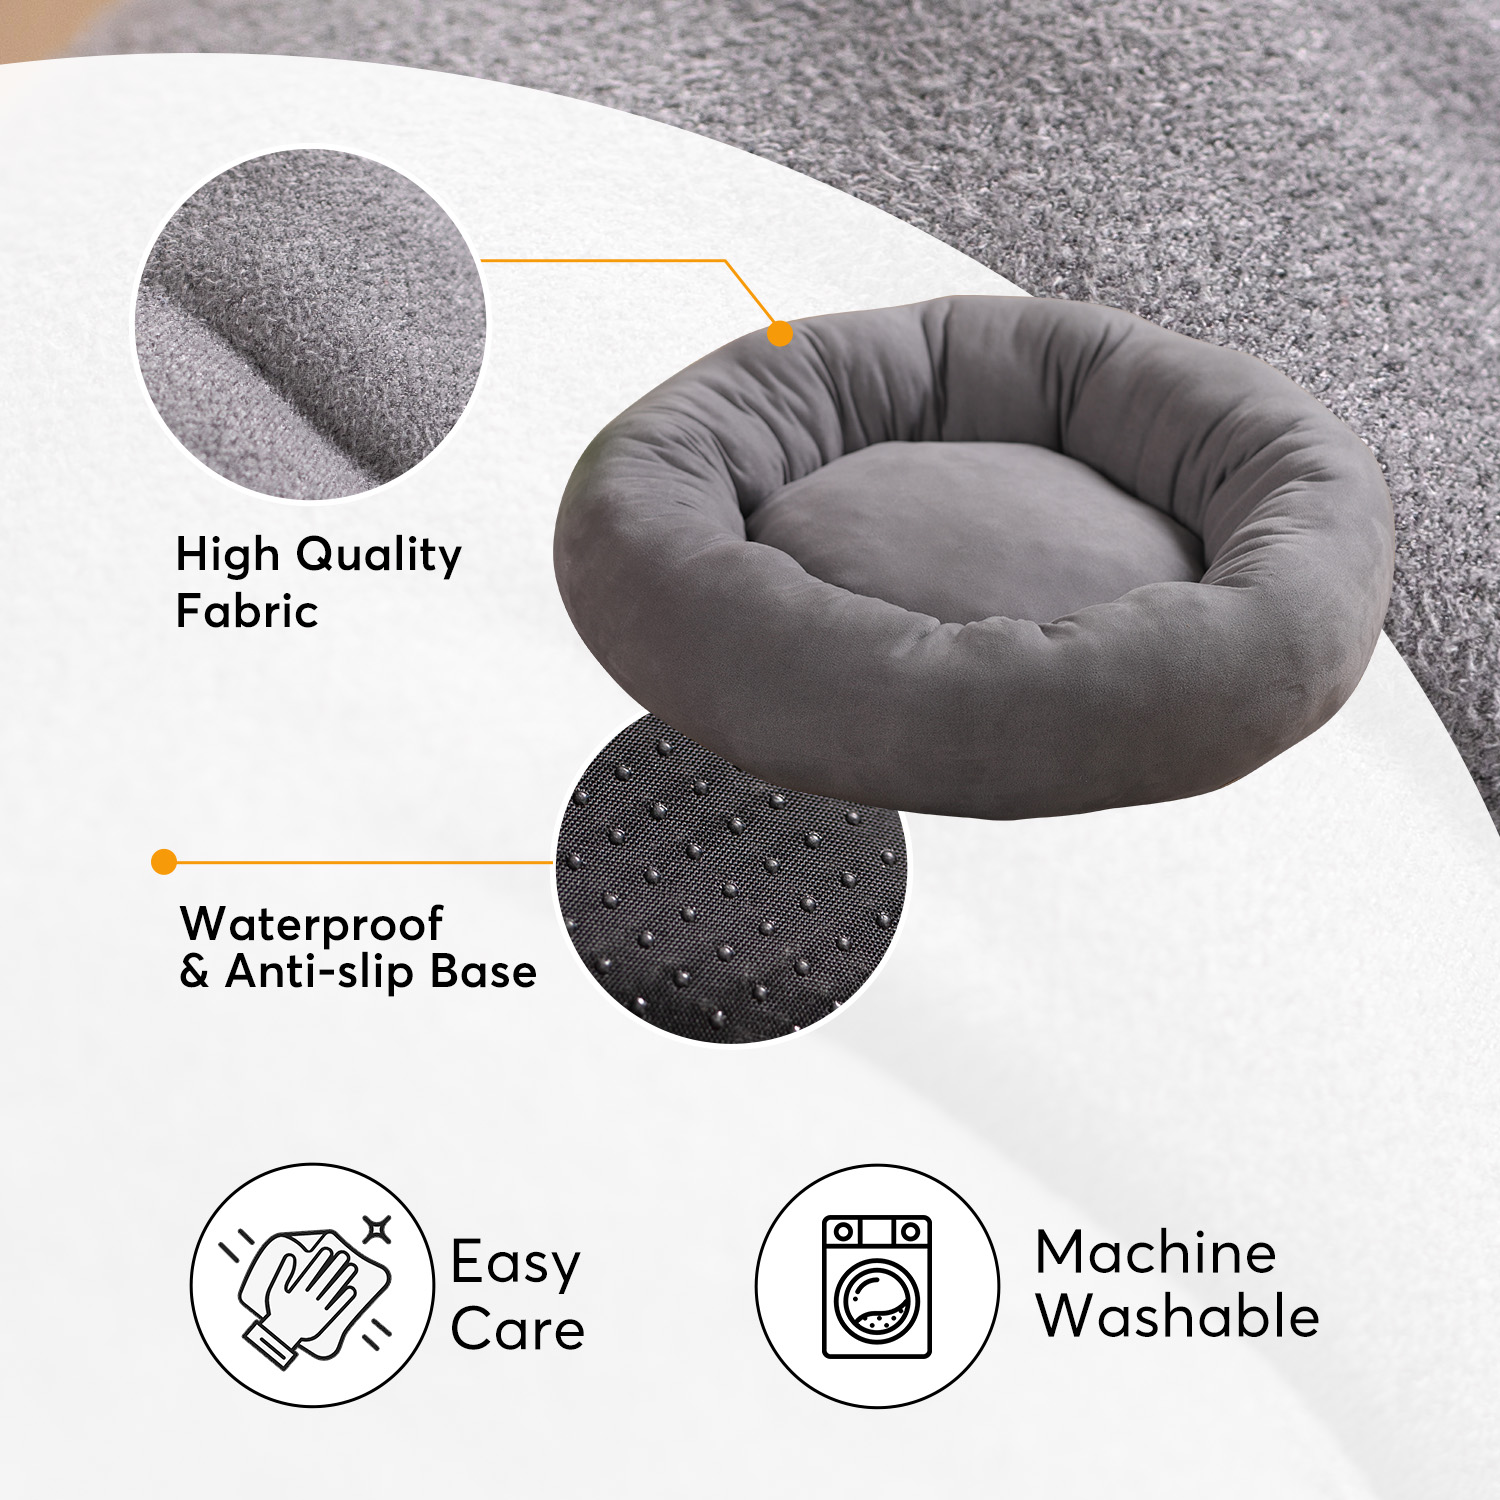 High Quality
Fabric
Waterproof
& Anti-slip Base
Easy
Care
Machine
Washable